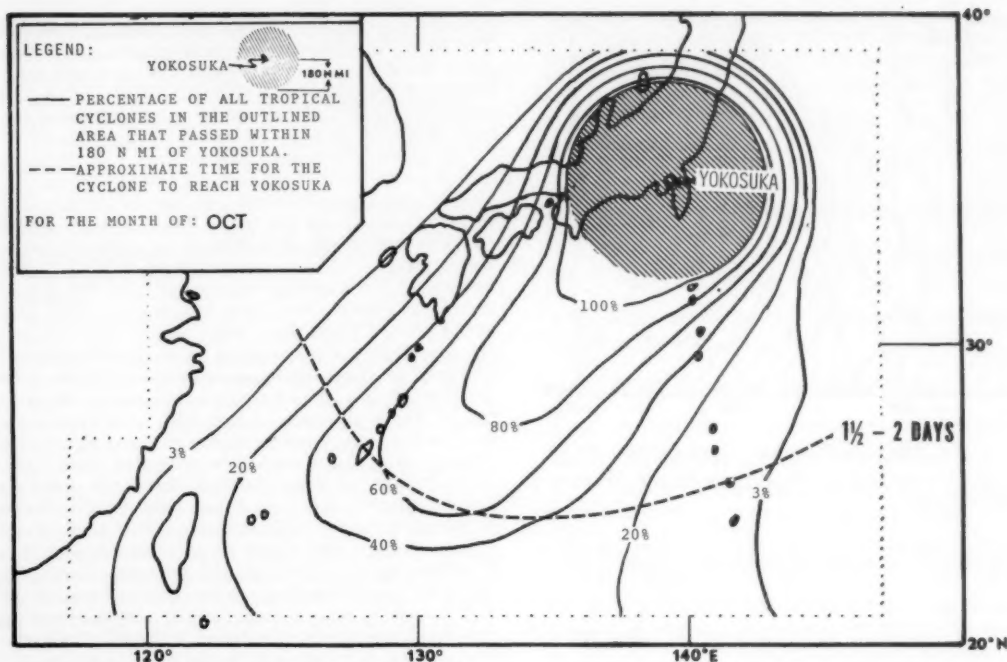 LEGEND:
YOKOSUKA
180 N MI
PERCENTAGE OF ALL TROPICAL
CYCLONES IN THE OUTLINED
AREA THAT PASSED WITHIN
180 N MI OF YOKOSUKA.
APPROXIMATE TIME FOR THE
CYCLONE TO REACH YOKOSUKA
FOR THE MONTH OF: OCT
40°
YOKOSUKA
100%
30°
80%
1½ - 2 DAYS
3%
20%
60%
3%
40%
20%
20°N
120°
130°
140°E